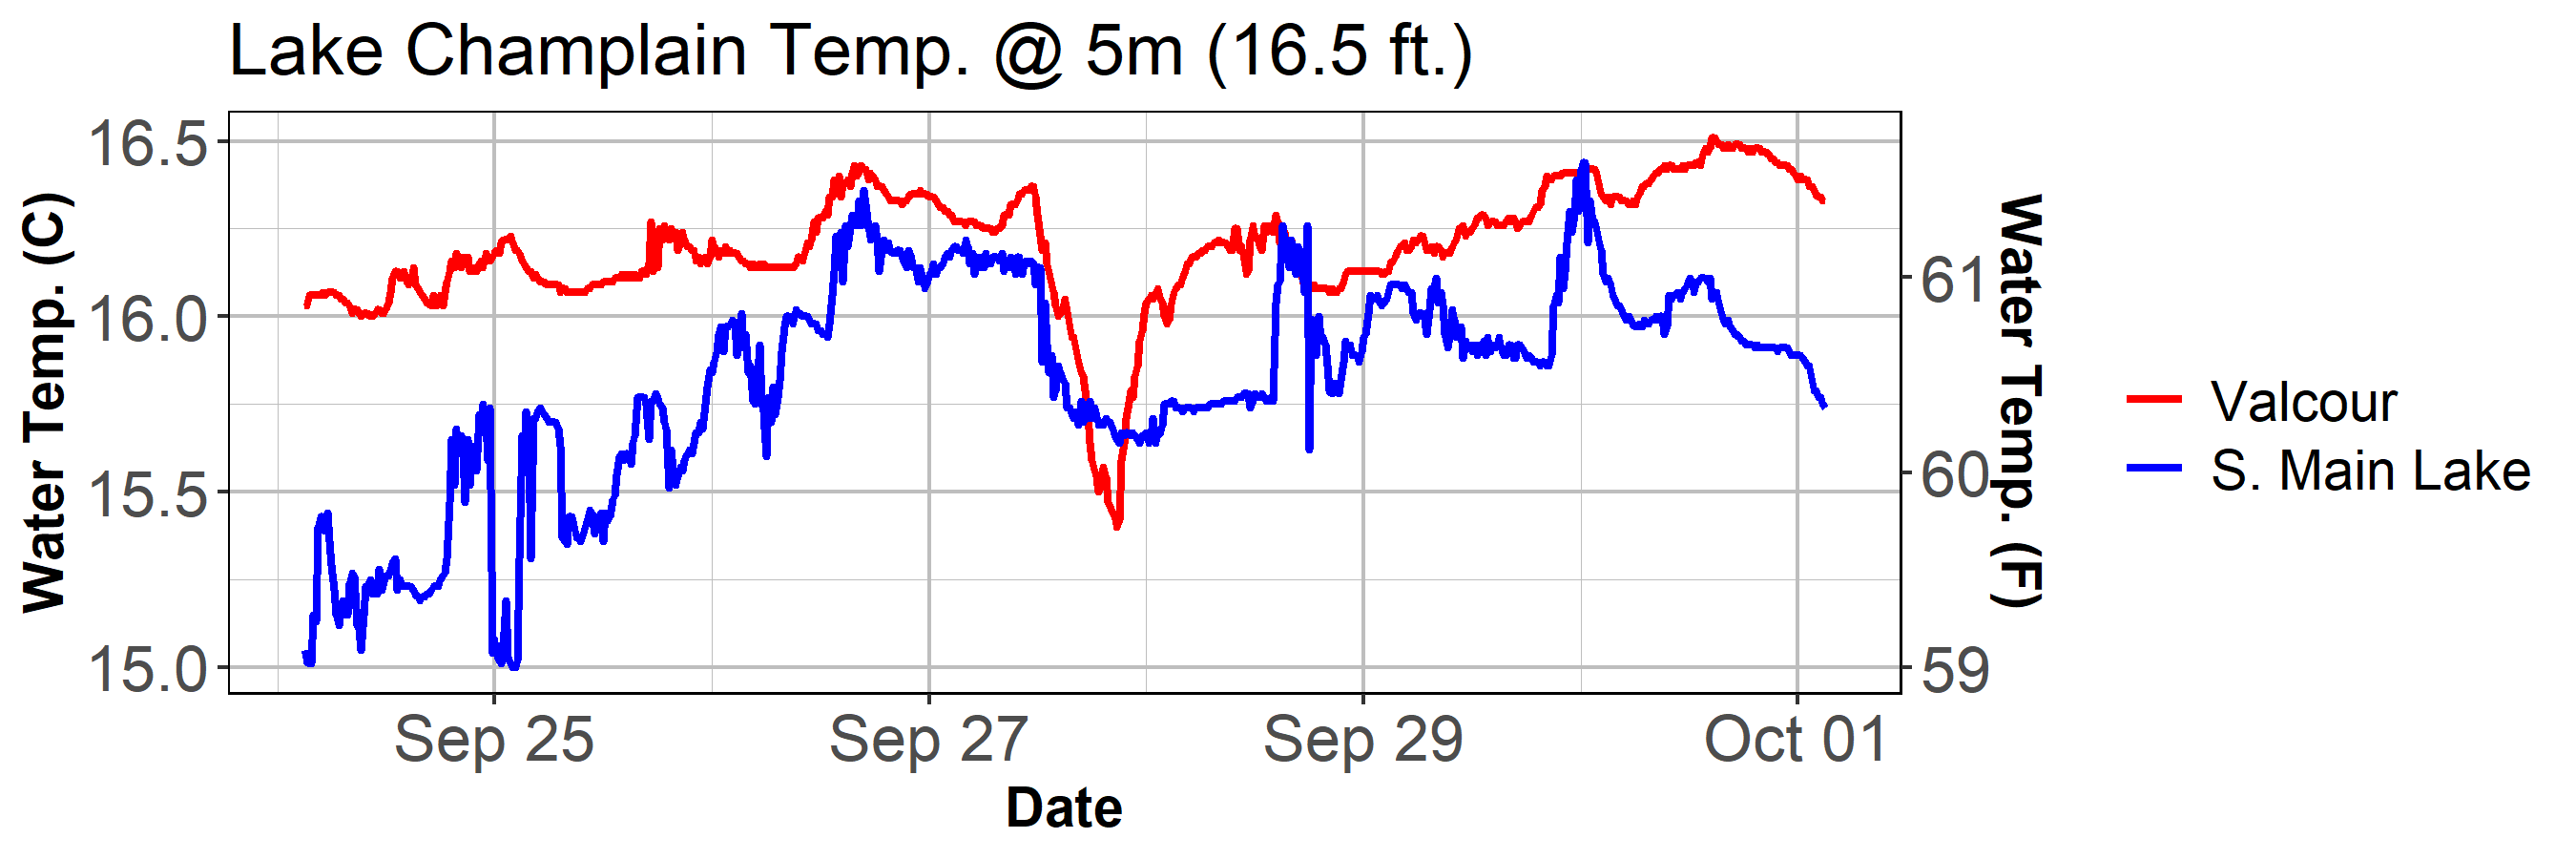 Lake Champlain Temp. @ 5m (16.5 ft.)
Water Temp. (C)
16.5
16.0
15.5
15.0
61
60
59
Water Temp. (F)
Sep 25
Sep 27
Sep 29
Oct 01
Date
Valcour
S. Main Lake